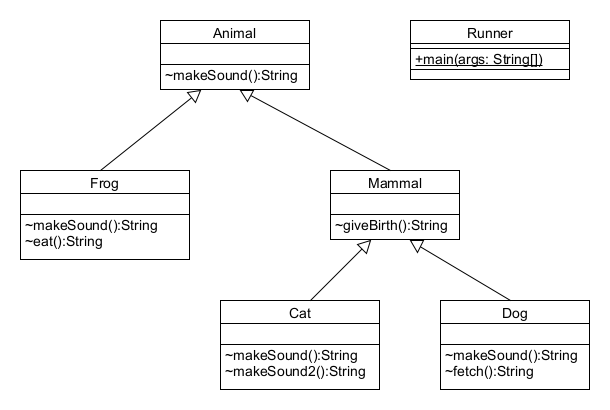 Animal
~makeSound():String
Runner
+main(args: String[])
Frog
~makeSound():String
~eat():String
Mammal
~giveBirth():String
Cat
~makeSound():String
~makeSound2():String
Dog
~makeSound():String
~fetch():String